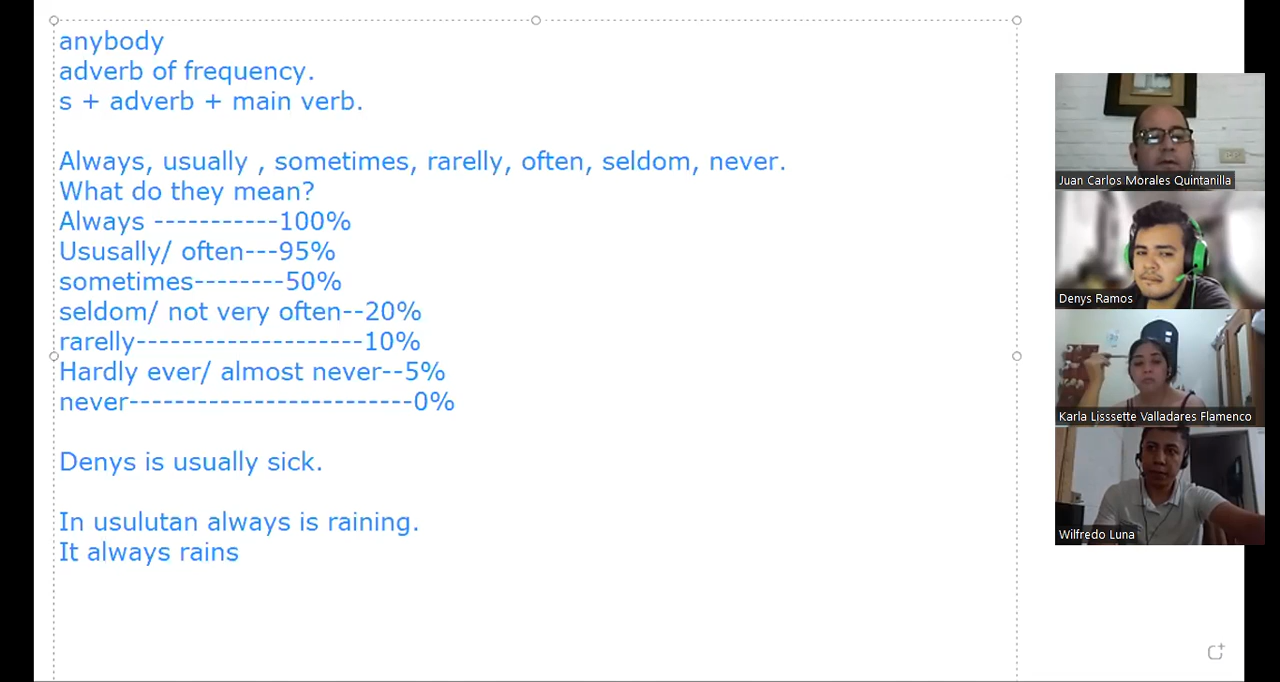 anybody
adverb of frequency.
s + adverb + main verb.
Always, usually , sometimes, rarelly, often, seldom, never.
What do they mean?
Always -----------100%
Ususally/ often---95%
sometimes--------50%
seldom/ not very often--20%
rarelly--------------------10%
Hardly ever/ almost never--5%
never-------------------------0%
Denys is usually sick.
In usulutan always is raining.
It always rains
Juan Carlos Morales Quintanilla
Denys Ramos
Karla Lisssette Valladares Flamenco
Wilfredo Luna